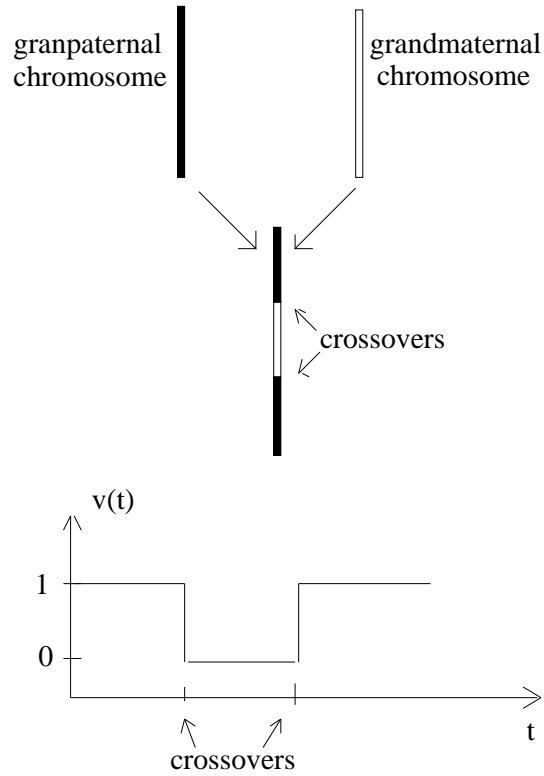 granpaternal
chromosome
grandmaternal
chromosome
crossovers
v(t)
1
0
t
crossovers